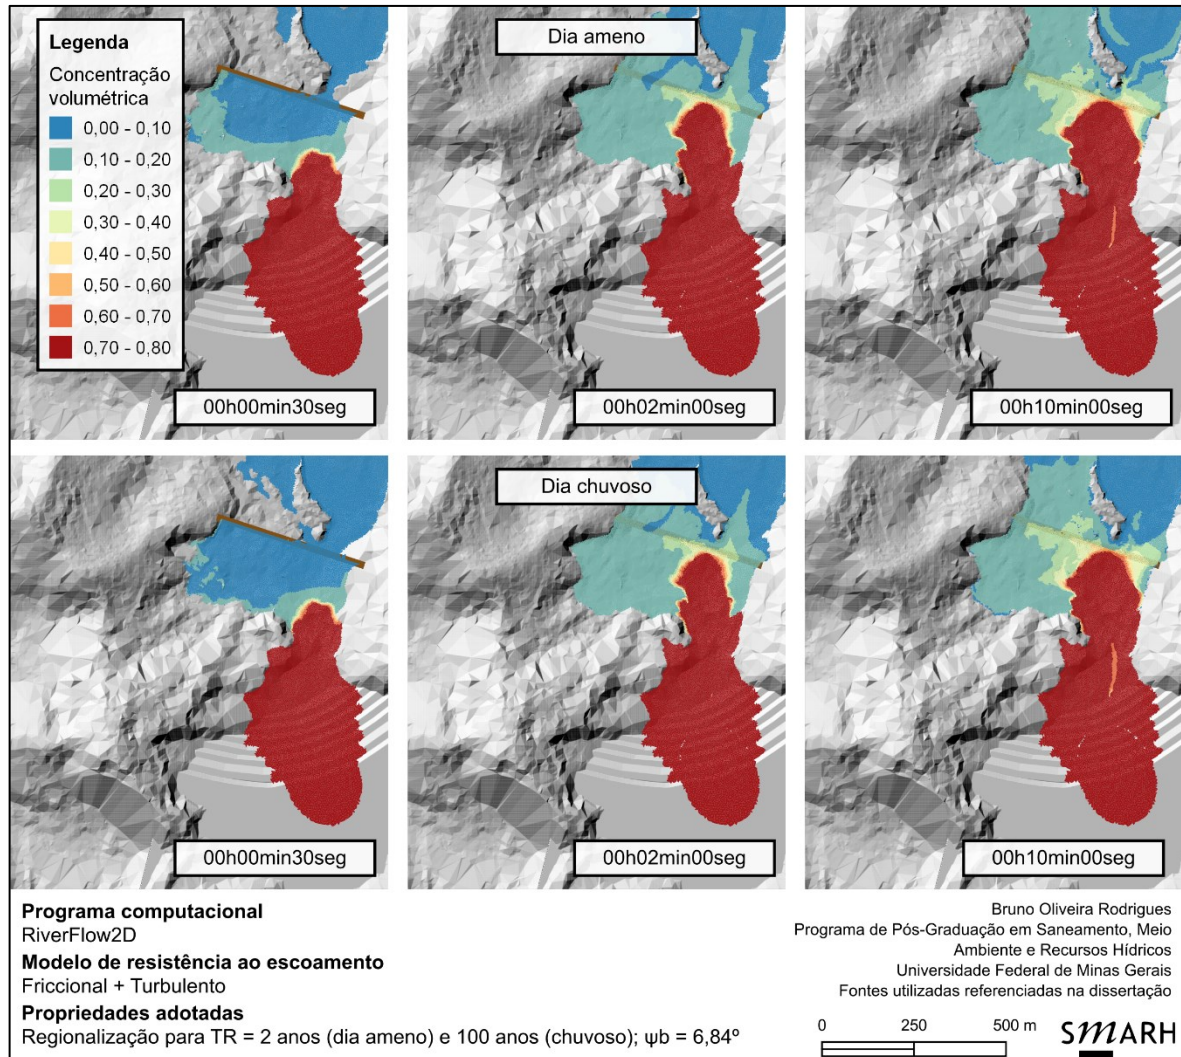 Legenda
Concentração
volumétrica
0,00 - 0,10
0,10 - 0,20
0,20 - 0,30
0,30 - 0,40
0,40 - 0,50
0,50 - 0,60
0,60 - 0,70
0,70 - 0,80
Dia ameno
00h00min30seg
00h02min00seg
00h10min00seg
Dia chuvoso
00h00min30seg
00h02min00seg
00h10min00seg
Programa computacional
RiverFlow2D
Modelo de resistência ao escoamento
Friccional + Turbulento
Propriedades adotadas
Regionalização para TR = 2 anos (dia ameno) e 100 anos (chuvoso); ψb = 6,84º
Bruno Oliveira Rodrigues
Programa de Pós-Graduação em Saneamento, Meio
Ambiente e Recursos Hídricos
Universidade Federal de Minas Gerais
Fontes utilizadas referenciadas na dissertação
0 250 500 m
SMARH